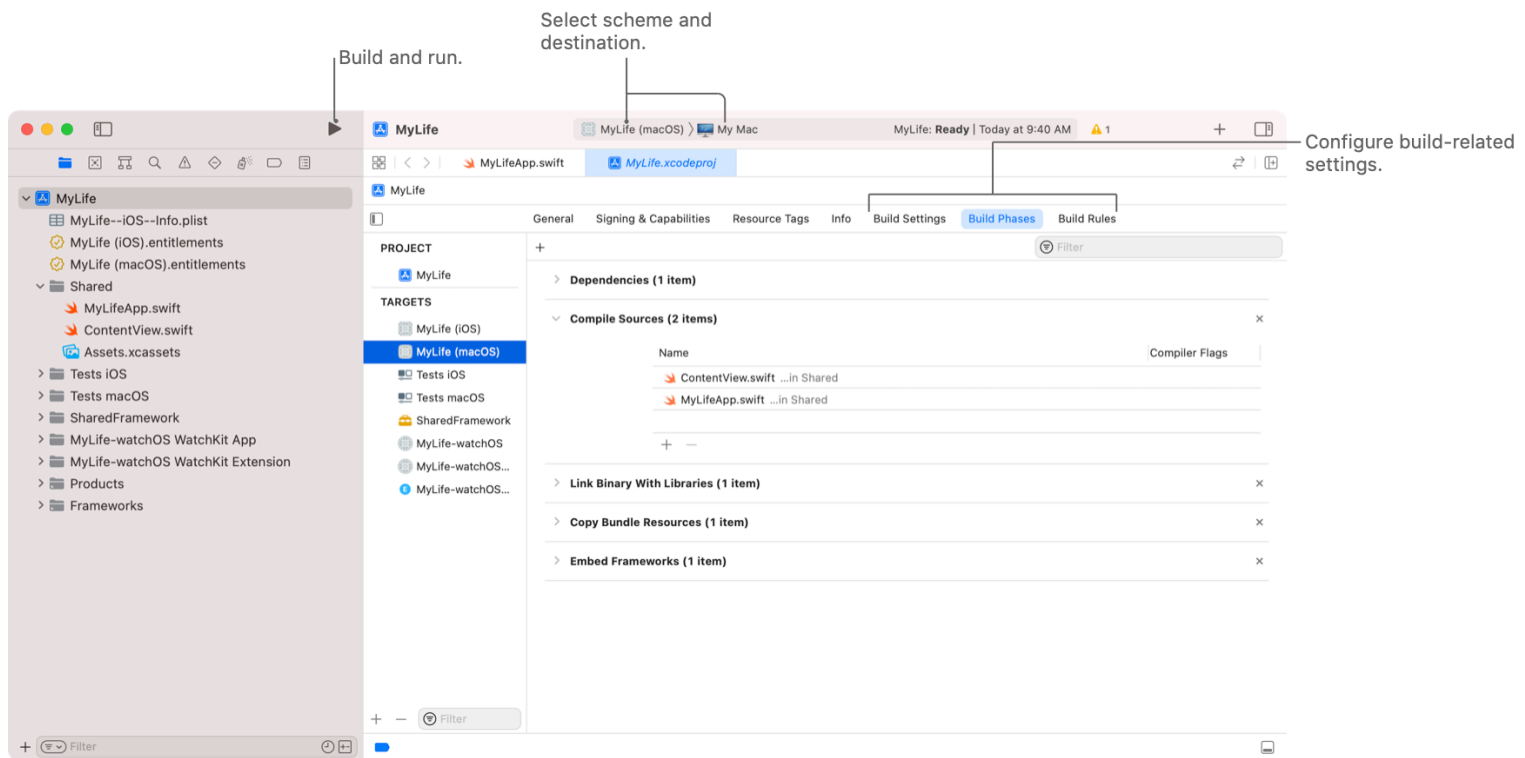 Select scheme and
destination.
Build and run.
MyLife
MyLife (macOS) 〉 My Mac
MyLife: Ready | Today at 9:40 AM
1
Configure build-related
settings.
MyLifeApp.swift
MyLife.xcodeproj
MyLife
MyLife--iOS--Info.plist
MyLife (iOS).entitlements
MyLife (macOS).entitlements
Shared
MyLifeApp.swift
ContentView.swift
Assets.xcassets
Tests iOS
Tests macOS
SharedFramework
MyLife-watchOS WatchKit App
MyLife-watchOS WatchKit Extension
Products
Frameworks
Filter
MyLife
General Signing & Capabilities Resource Tags Info Build Settings Build Phases Build Rules
PROJECT
MyLife
TARGETS
MyLife (iOS)
MyLife (macOS)
Tests iOS
Tests macOS
SharedFramework
MyLife-watchOS
MyLife-watchOS...
MyLife-watchOS...
Filter
Filter
Dependencies (1 item)
Compile Sources (2 items)
Name Compiler Flags
ContentView.swift ...in Shared
MyLifeApp.swift ...in Shared
Link Binary With Libraries (1 item)
Copy Bundle Resources (1 item)
Embed Frameworks (1 item)